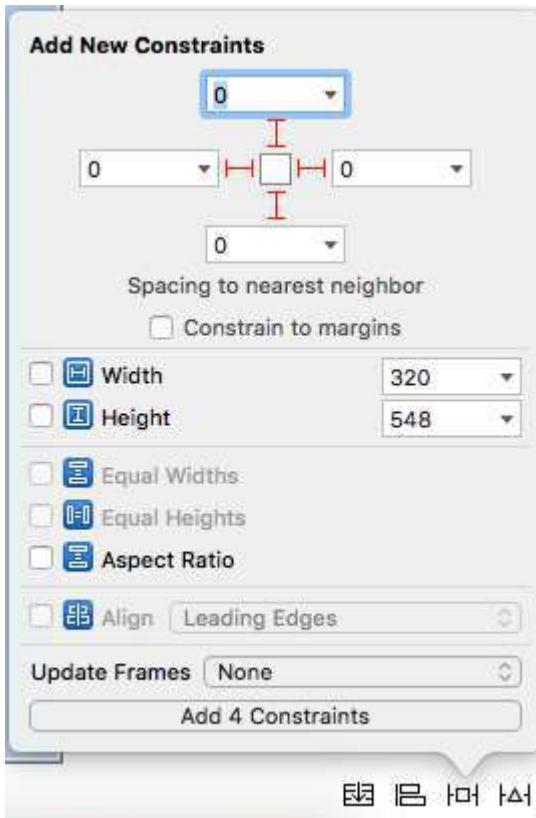 Add New Constraints
0
0 0
0
Spacing to nearest neighbor
Constrain to margins
Width 320
Height 548
Equal Widths
Equal Heights
Aspect Ratio
Align Leading Edges
Update Frames None
Add 4 Constraints